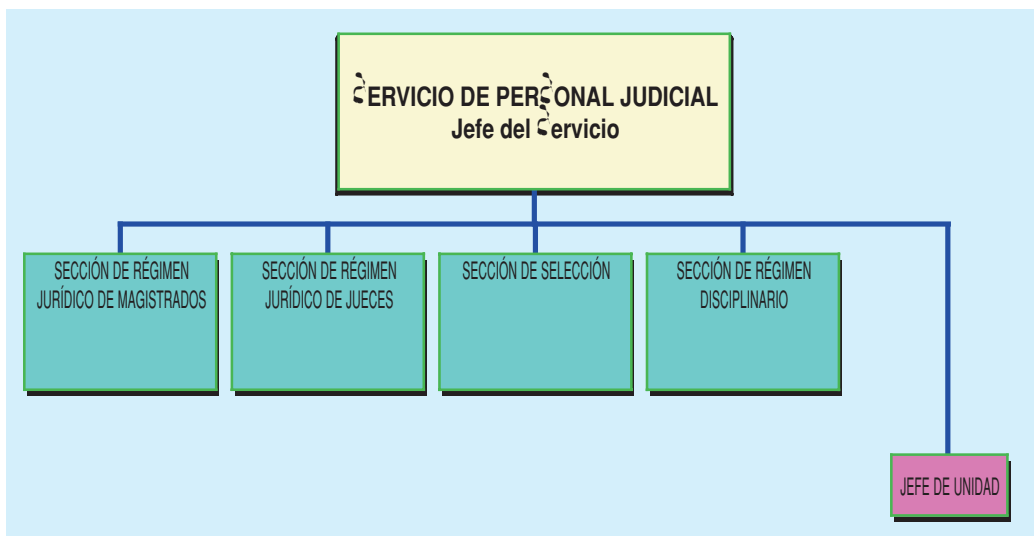 SERVICIO DE PERSONAL JUDICIAL
Jefe del Servicio
SECCIÓN DE RÉGIMEN
JURÍDICO DE MAGISTRADOS
SECCIÓN DE RÉGIMEN
JURÍDICO DE JUECES
SECCIÓN DE SELECCIÓN
SECCIÓN DE RÉGIMEN
DISCIPLINARIO
JEFE DE UNIDAD